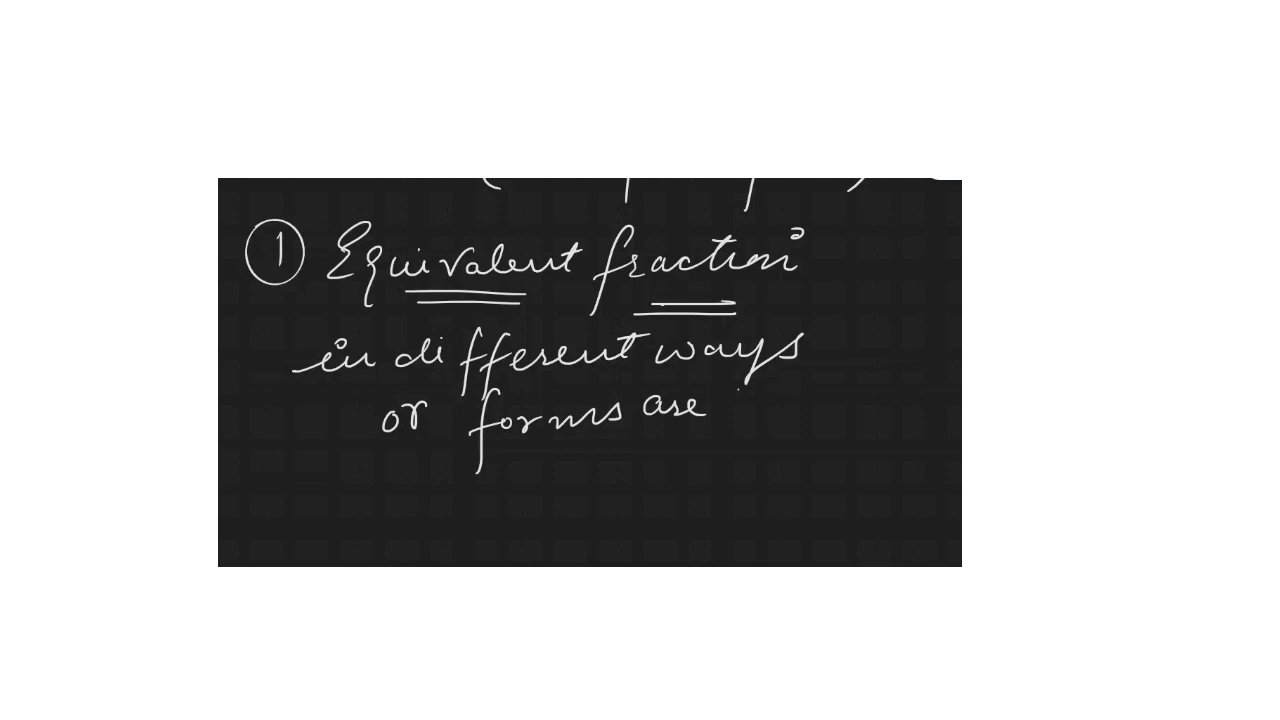 ① Equivalent fraction
in different ways
or forms are